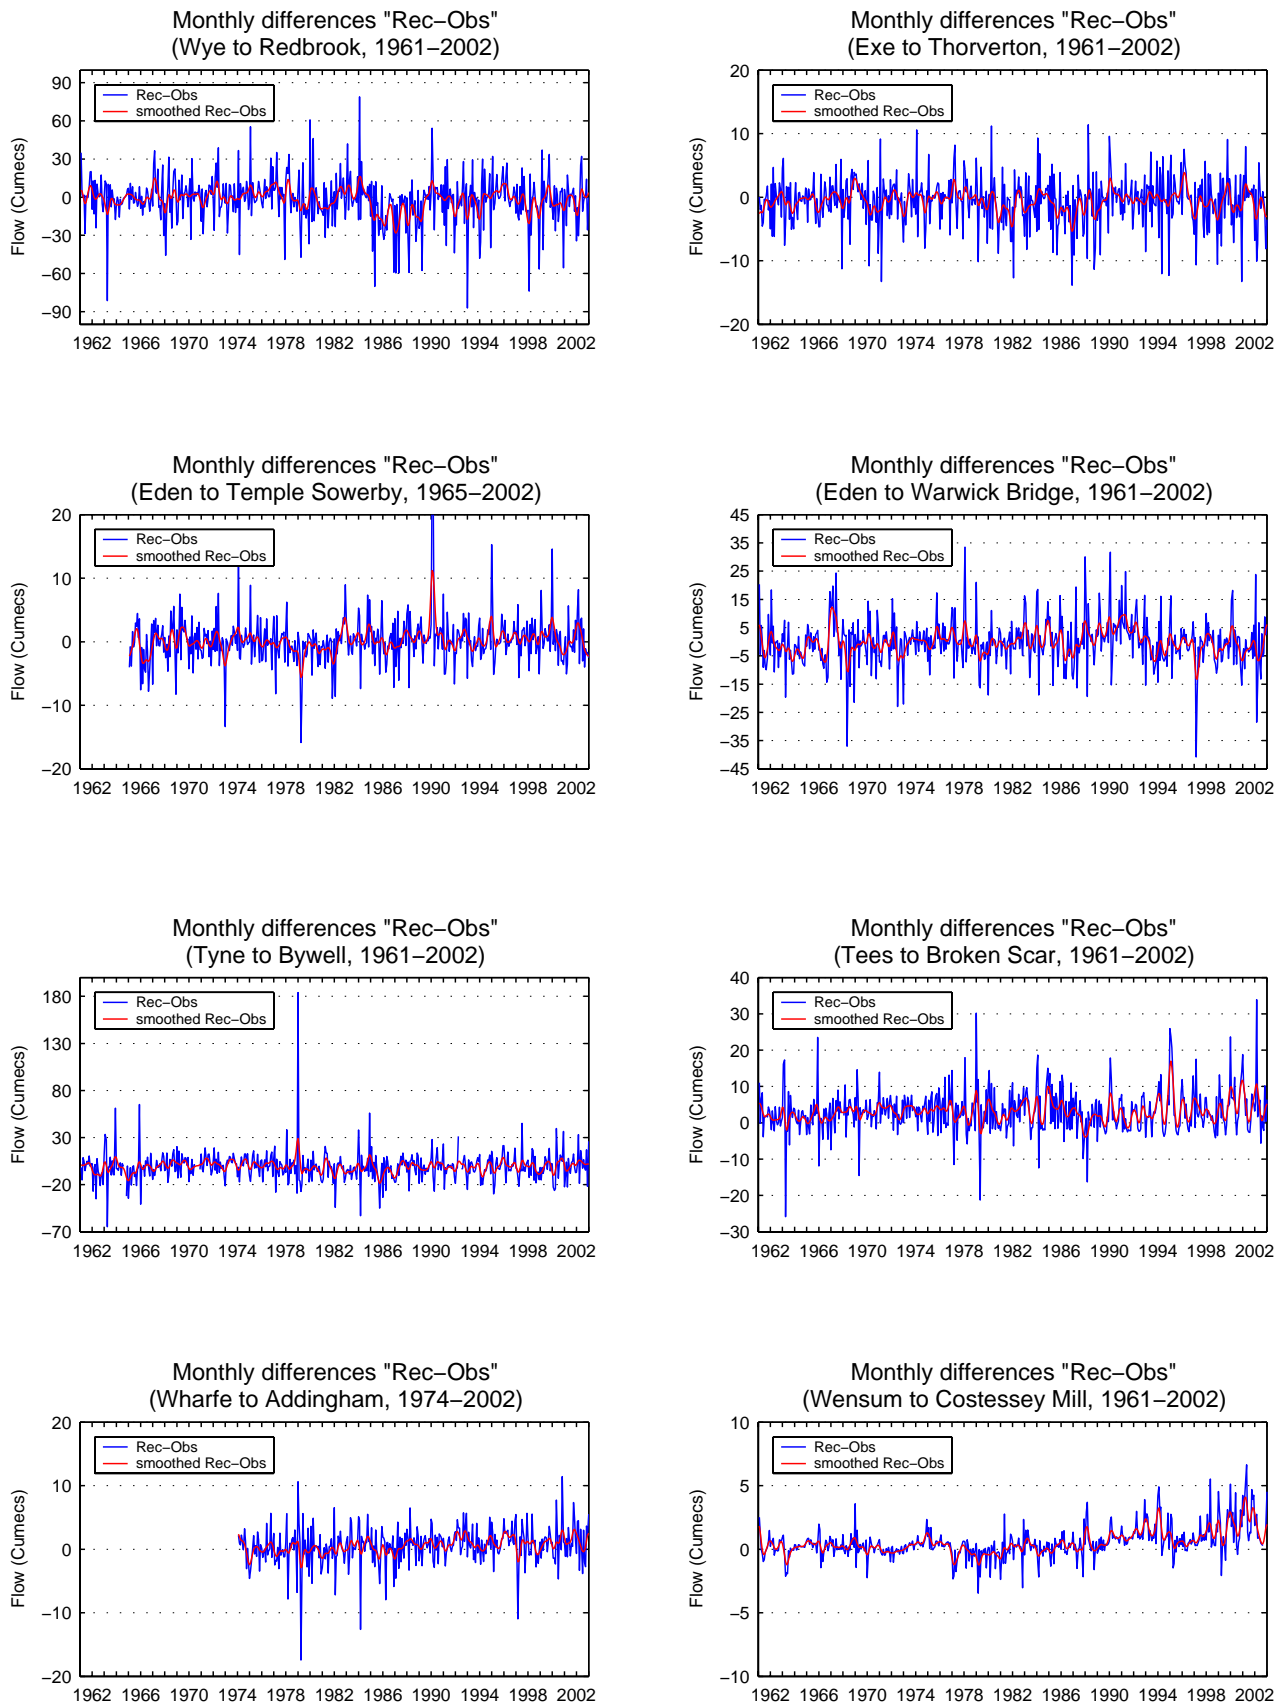 Monthly differences "Rec−Obs"
(Wye to Redbrook, 1961−2002)
Flow (Cumecs)
90
60
30
0
−30
−60
−90
Rec−Obs
smoothed Rec−Obs
1962 1966 1970 1974 1978 1982 1986 1990 1994 1998 2002
Monthly differences "Rec−Obs"
(Exe to Thorverton, 1961−2002)
Flow (Cumecs)
20
10
0
−10
−20
Rec−Obs
smoothed Rec−Obs
1962 1966 1970 1974 1978 1982 1986 1990 1994 1998 2002
Monthly differences "Rec−Obs"
(Eden to Temple Sowerby, 1965−2002)
Flow (Cumecs)
20
10
0
−10
−20
Rec−Obs
smoothed Rec−Obs
1962 1966 1970 1974 1978 1982 1986 1990 1994 1998 2002
Monthly differences "Rec−Obs"
(Eden to Warwick Bridge, 1961−2002)
Flow (Cumecs)
45
35
25
15
5
−5
−15
−25
−35
−45
Rec−Obs
smoothed Rec−Obs
1962 1966 1970 1974 1978 1982 1986 1990 1994 1998 2002
Monthly differences "Rec−Obs"
(Tyne to Bywell, 1961−2002)
Flow (Cumecs)
180
130
80
30
−20
−70
Rec−Obs
smoothed Rec−Obs
1962 1966 1970 1974 1978 1982 1986 1990 1994 1998 2002
Monthly differences "Rec−Obs"
(Tees to Broken Scar, 1961−2002)
Flow (Cumecs)
40
30
20
10
0
−10
−20
−30
Rec−Obs
smoothed Rec−Obs
1962 1966 1970 1974 1978 1982 1986 1990 1994 1998 2002
Monthly differences "Rec−Obs"
(Wharfe to Addingham, 1974−2002)
Flow (Cumecs)
20
10
0
−10
−20
Rec−Obs
smoothed Rec−Obs
1962 1966 1970 1974 1978 1982 1986 1990 1994 1998 2002
Monthly differences "Rec−Obs"
(Wensum to Costessey Mill, 1961−2002)
Flow (Cumecs)
10
5
0
−5
−10
Rec−Obs
smoothed Rec−Obs
1962 1966 1970 1974 1978 1982 1986 1990 1994 1998 2002